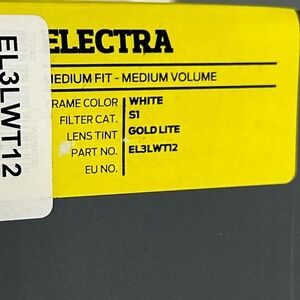 ELECTRA
MEDIUM FIT - MEDIUM VOLUME
FRAME COLOR WHITE
FILTER CAT. S1
LENS TINT GOLD LITE
PART NO. EL3LWT12
EU NO.
EL3LWT12